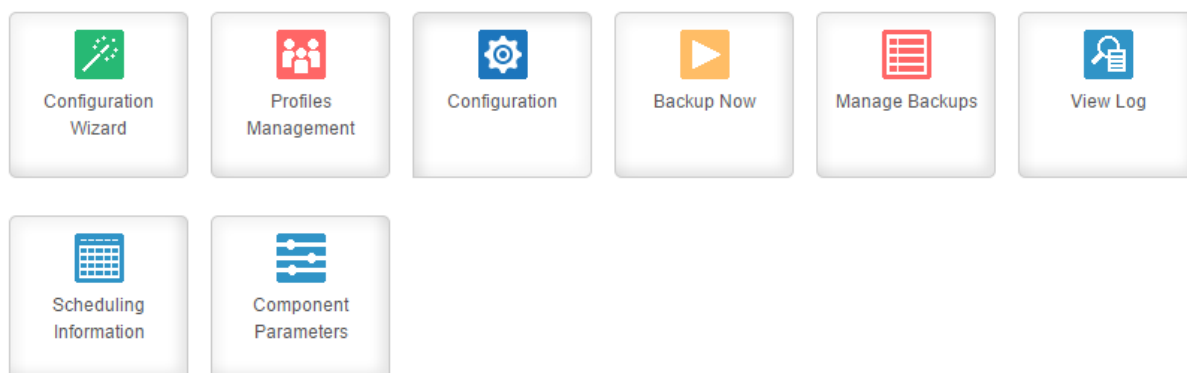 Configuration
Wizard
Profiles
Management
Configuration
Backup Now
Manage Backups
View Log
Scheduling
Information
Component
Parameters